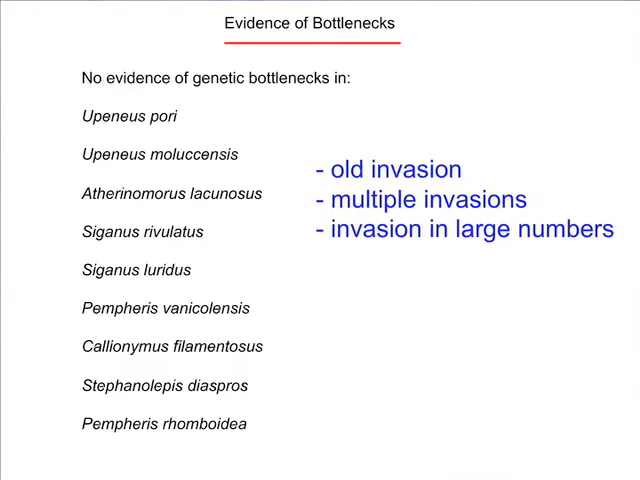 Evidence of Bottlenecks
No evidence of genetic bottlenecks in:
Upeneus pori
Upeneus moluccensis
Atherinomorus lacunosus
Siganus rivulatus
Siganus luridus
Pempheris vanicolensis
Callionymus filamentosus
Stephanolepis diaspros
Pempheris rhomboidea
- old invasion
- multiple invasions
- invasion in large numbers